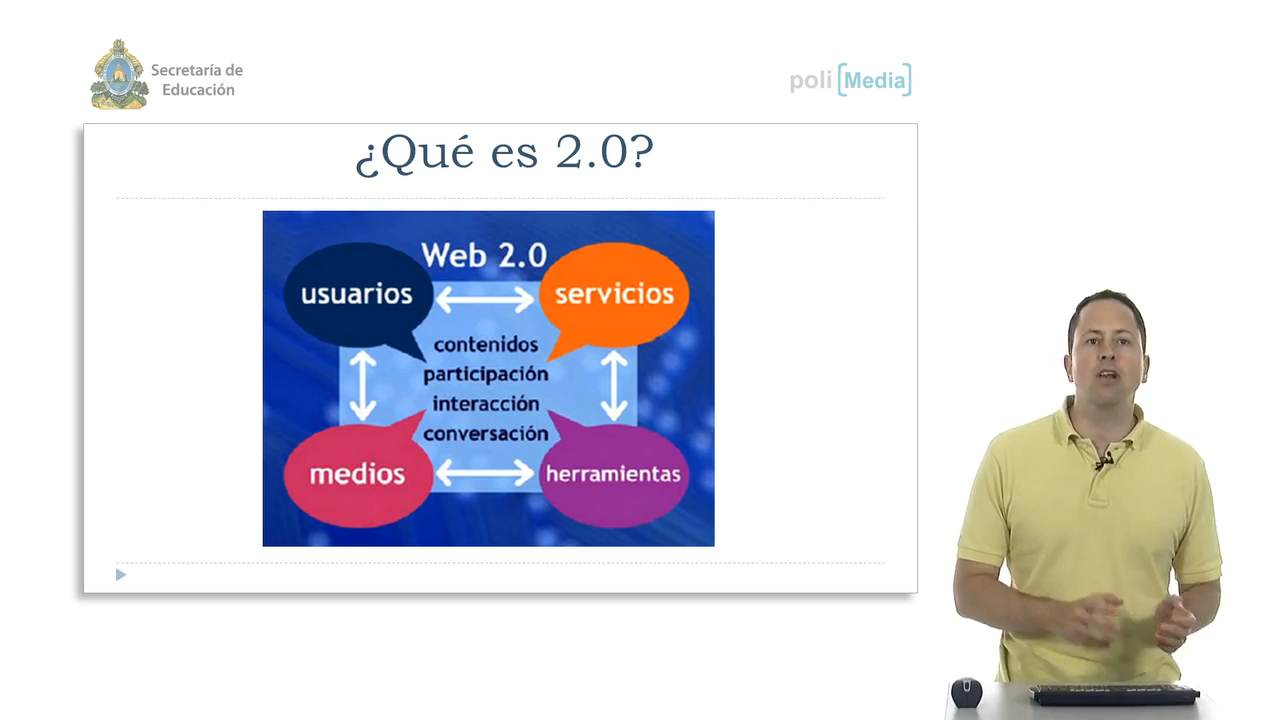 Secretaría de
Educación
poli [Media]
¿Qué es 2.0?
Web 2.0
usuarios
servicios
contenidos
participación
interacción
conversación
medios
herramientas